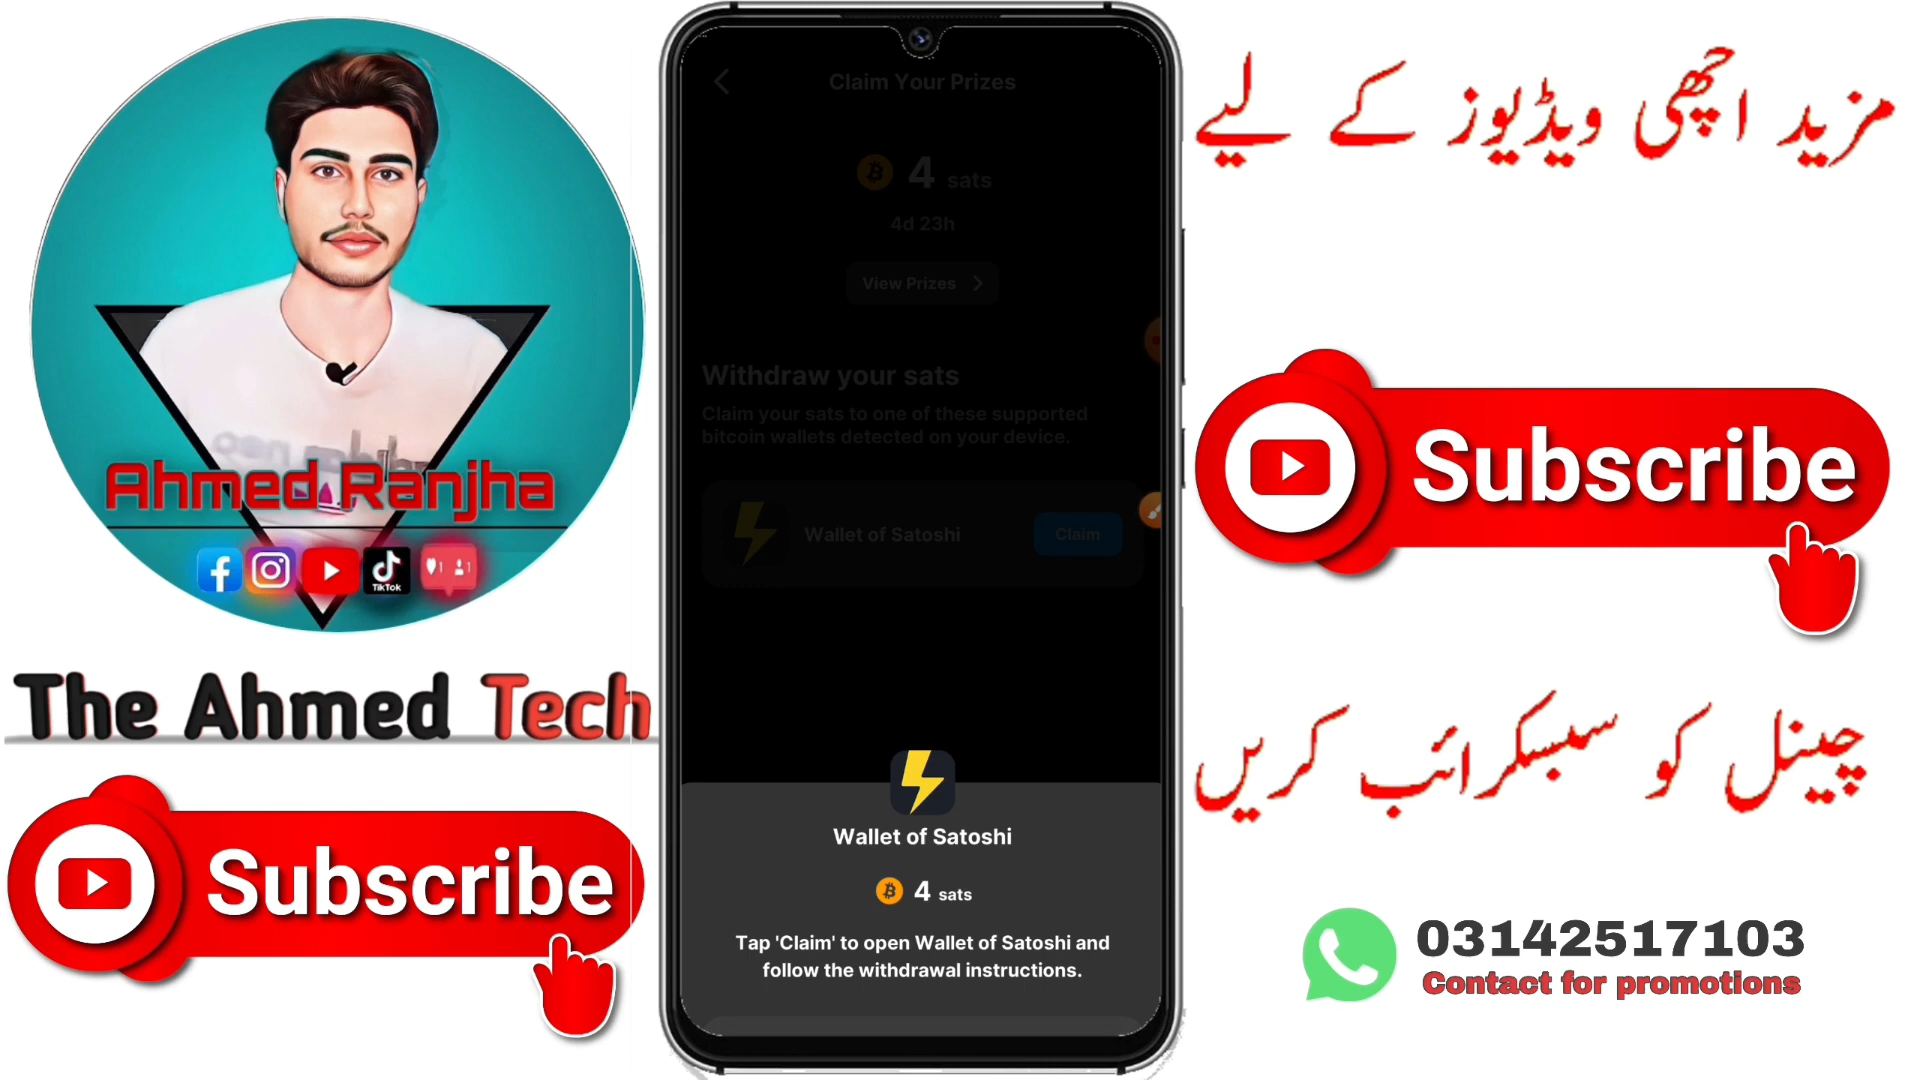 Ahmed Ranjha
TikTok
1 1
The Ahmed Tech
Subscribe
Claim Your Prizes
4 sats
4d 23h
View Prizes
Withdraw your sats
Claim your sats to one of these supported
bitcoin wallets detected on your device.
Wallet of Satoshi
Claim
Wallet of Satoshi
4 sats
Tap 'Claim' to open Wallet of Satoshi and
follow the withdrawal instructions.
مزید اچھی ویڈیوز کے لیے
Subscribe
چینل کو سبسکرائب کریں
03142517103
Contact for promotions